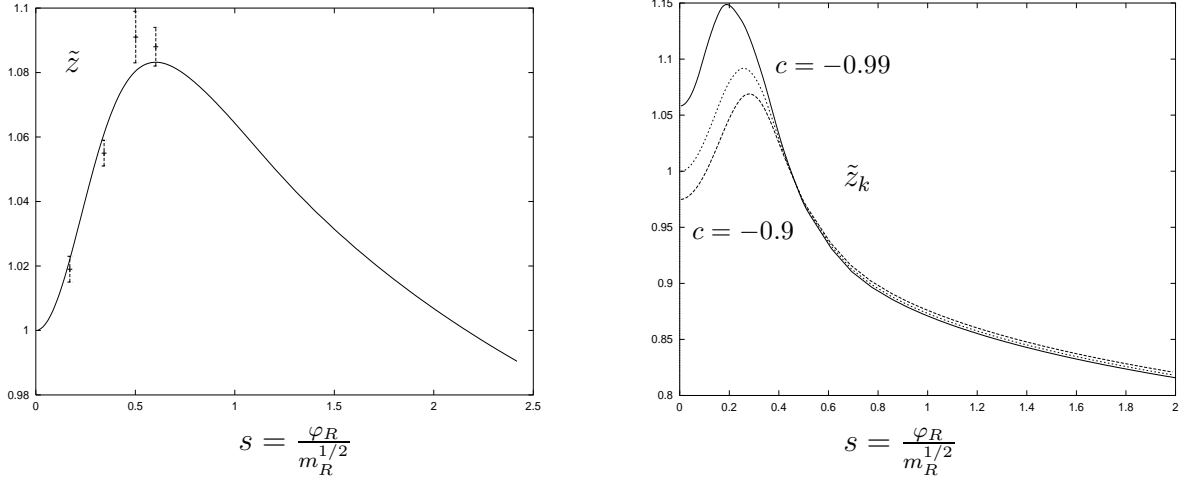 1.1
1.08
1.06
1.04
1.02
1
0.98
0 0.5 1 1.5 2 2.5
z̃
s = φ_R / m_R^{1/2}
1.15
1.1
1.05
1
0.95
0.9
0.85
0.8
0 0.2 0.4 0.6 0.8 1 1.2 1.4 1.6 1.8 2
c = −0.99
z̃_k
c = −0.9
s = φ_R / m_R^{1/2}